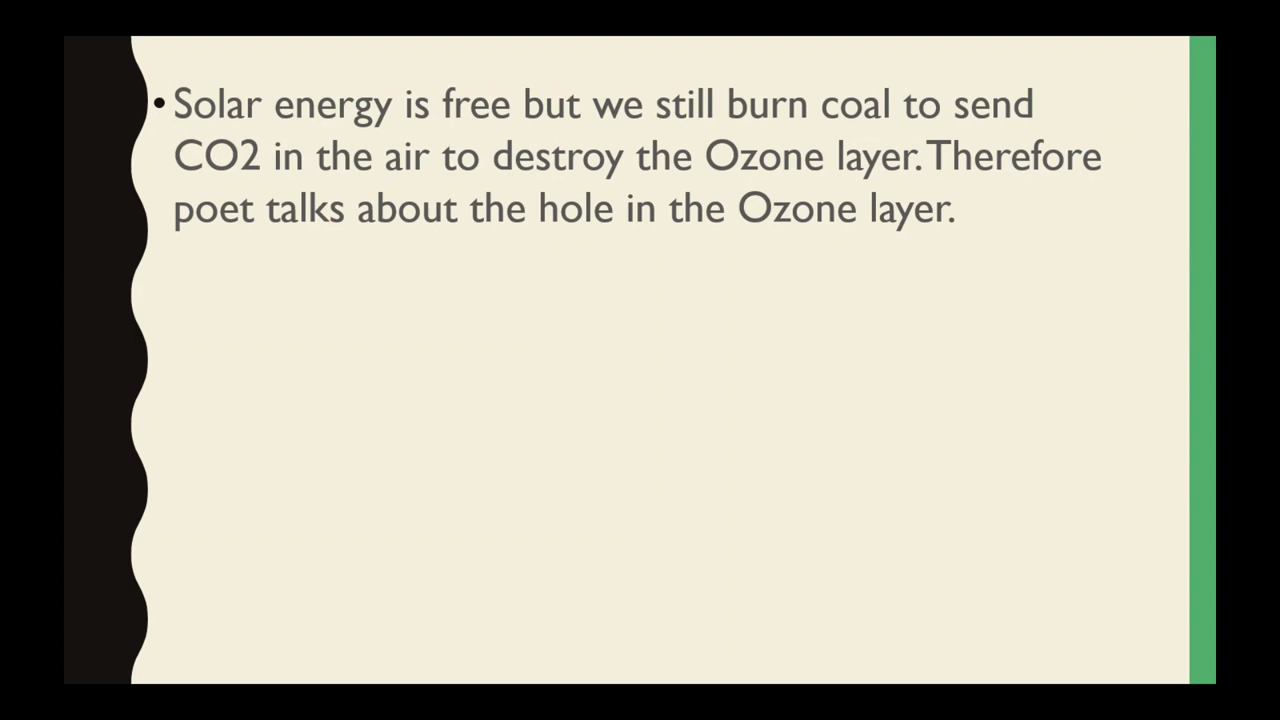 • Solar energy is free but we still burn coal to send
CO2 in the air to destroy the Ozone layer. Therefore
poet talks about the hole in the Ozone layer.